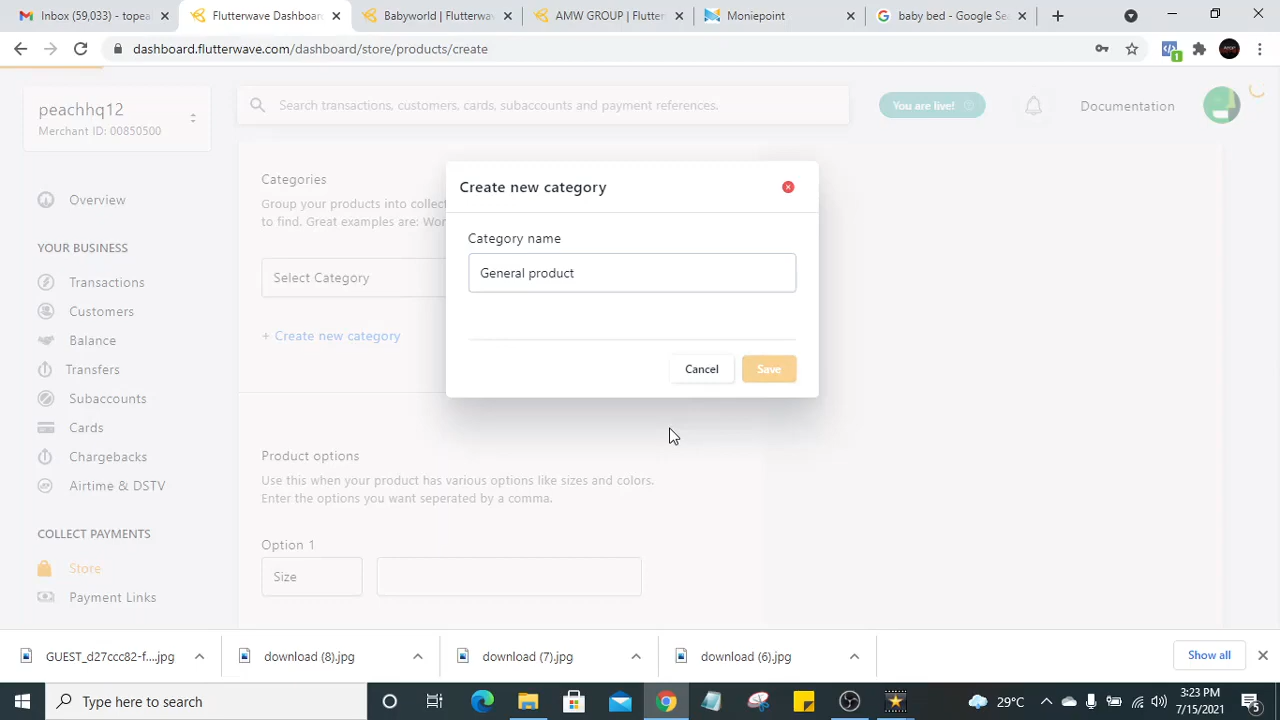 Inbox (59,033) - topea
Flutterwave Dashboar
Babyworld | Flutterwav
AMW GROUP | Flutter
Moniepoint
baby bed - Google Sea
dashboard.flutterwave.com/dashboard/store/products/create
1
peachhq12
Merchant ID: 00850500
Search transactions, customers, cards, subaccounts and payment references.
You are live!
Documentation
Overview
YOUR BUSINESS
Transactions
Customers
Balance
Transfers
Subaccounts
Cards
Chargebacks
Airtime & DSTV
COLLECT PAYMENTS
Store
Payment Links
Categories
Group your products into collect
to find. Great examples are: Wor
Select Category
+ Create new category
Create new category
Category name
General product
Cancel
Save
Product options
Use this when your product has various options like sizes and colors.
Enter the options you want seperated by a comma.
Option 1
Size
GUEST_d27ccc82-f....jpg
download (8).jpg
download (7).jpg
download (6).jpg
Show all
Type here to search
29°C
3:23 PM
7/15/2021
5